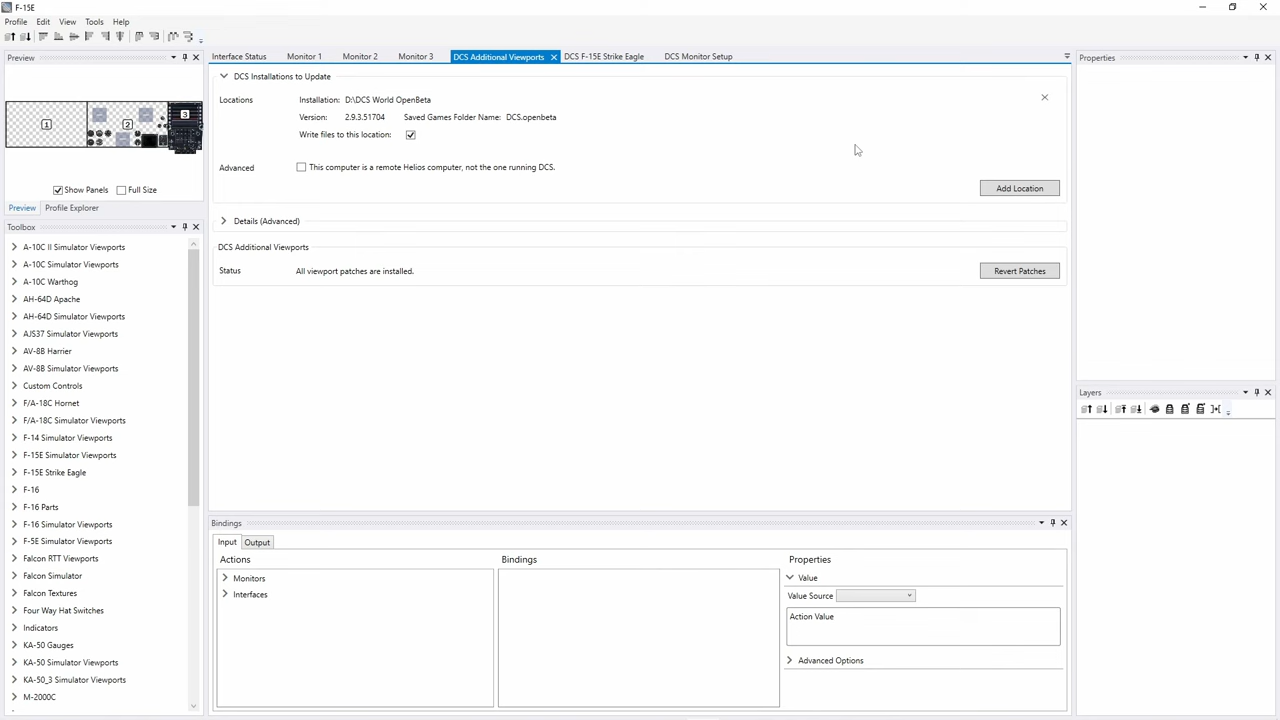 F-15E
Profile Edit View Tools Help
Preview
1 2 3
Show Panels Full Size
Preview Profile Explorer
Toolbox
A-10C II Simulator Viewports
A-10C Simulator Viewports
A-10C Warthog
AH-64D Apache
AH-64D Simulator Viewports
AJS37 Simulator Viewports
AV-8B Harrier
AV-8B Simulator Viewports
Custom Controls
F/A-18C Hornet
F/A-18C Simulator Viewports
F-14 Simulator Viewports
F-15E Simulator Viewports
F-15E Strike Eagle
F-16
F-16 Parts
F-16 Simulator Viewports
F-5E Simulator Viewports
Falcon RTT Viewports
Falcon Simulator
Falcon Textures
Four Way Hat Switches
Indicators
KA-50 Gauges
KA-50 Simulator Viewports
KA-50_3 Simulator Viewports
M-2000C
Interface Status Monitor 1 Monitor 2 Monitor 3 DCS Additional Viewports DCS F-15E Strike Eagle DCS Monitor Setup
DCS Installations to Update
Locations Installation: D:\DCS World OpenBeta
Version: 2.9.3.51704 Saved Games Folder Name: DCS.openbeta
Write files to this location:
Advanced This computer is a remote Helios computer, not the one running DCS.
Add Location
Details (Advanced)
DCS Additional Viewports
Status All viewport patches are installed. Revert Patches
Bindings
Input Output
Actions Bindings Properties
Monitors
Interfaces
Value
Value Source
Action Value
Advanced Options
Properties
Layers